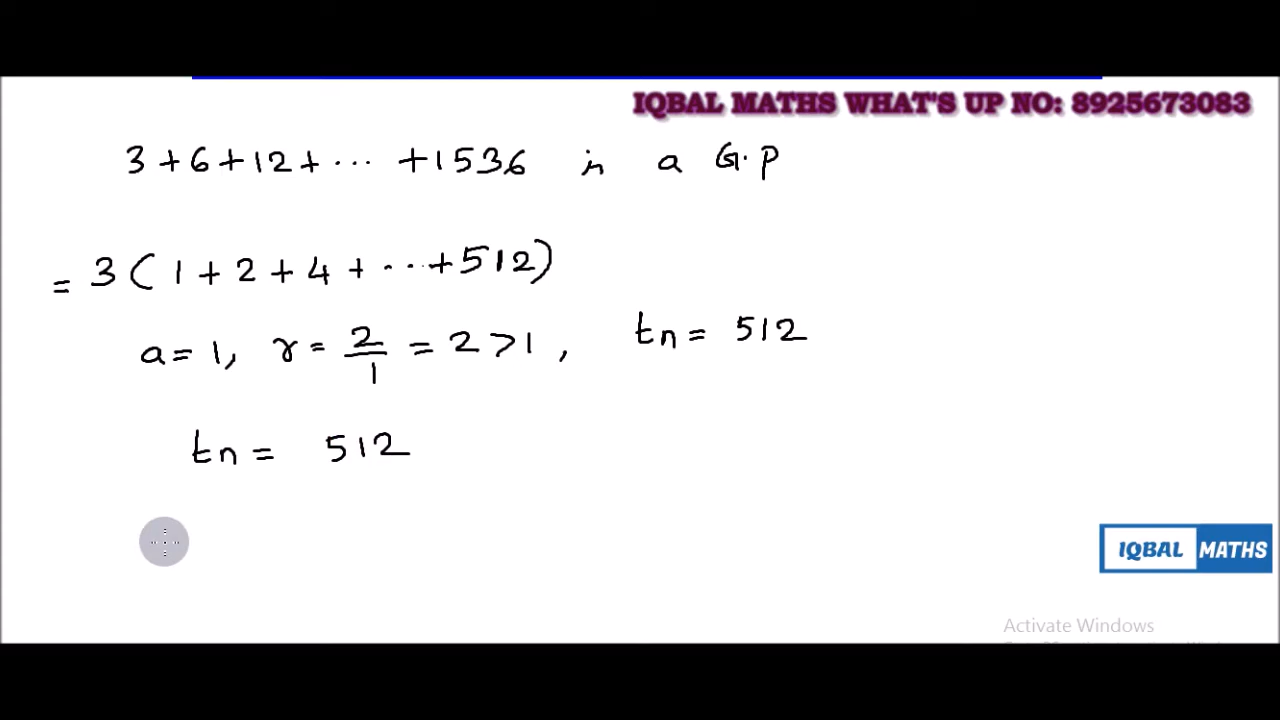 IQBAL MATHS WHAT'S UP NO: 8925673083
3+6+12+... +1536 in a G.P
= 3(1+2+4+...+512)
a=1, r = 2/1 = 2>1, tn = 512
tn = 512
IQBAL MATHS
Activate Windows